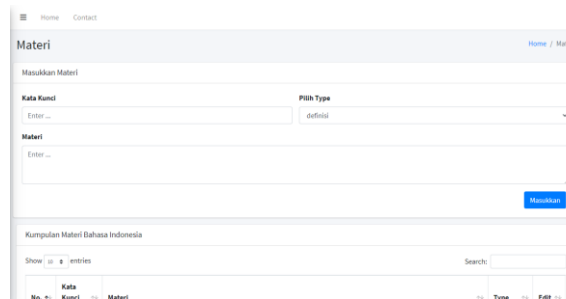 Home Contact
Materi
Home /
Masukkan Materi
Kata Kunci Pilih Type
Enter ... definisi
Materi
Enter ...
Masukkan
Kumpulan Materi Bahasa Indonesia
Show 10 entries Search:
Kata
No. Kunci Materi Type Edit